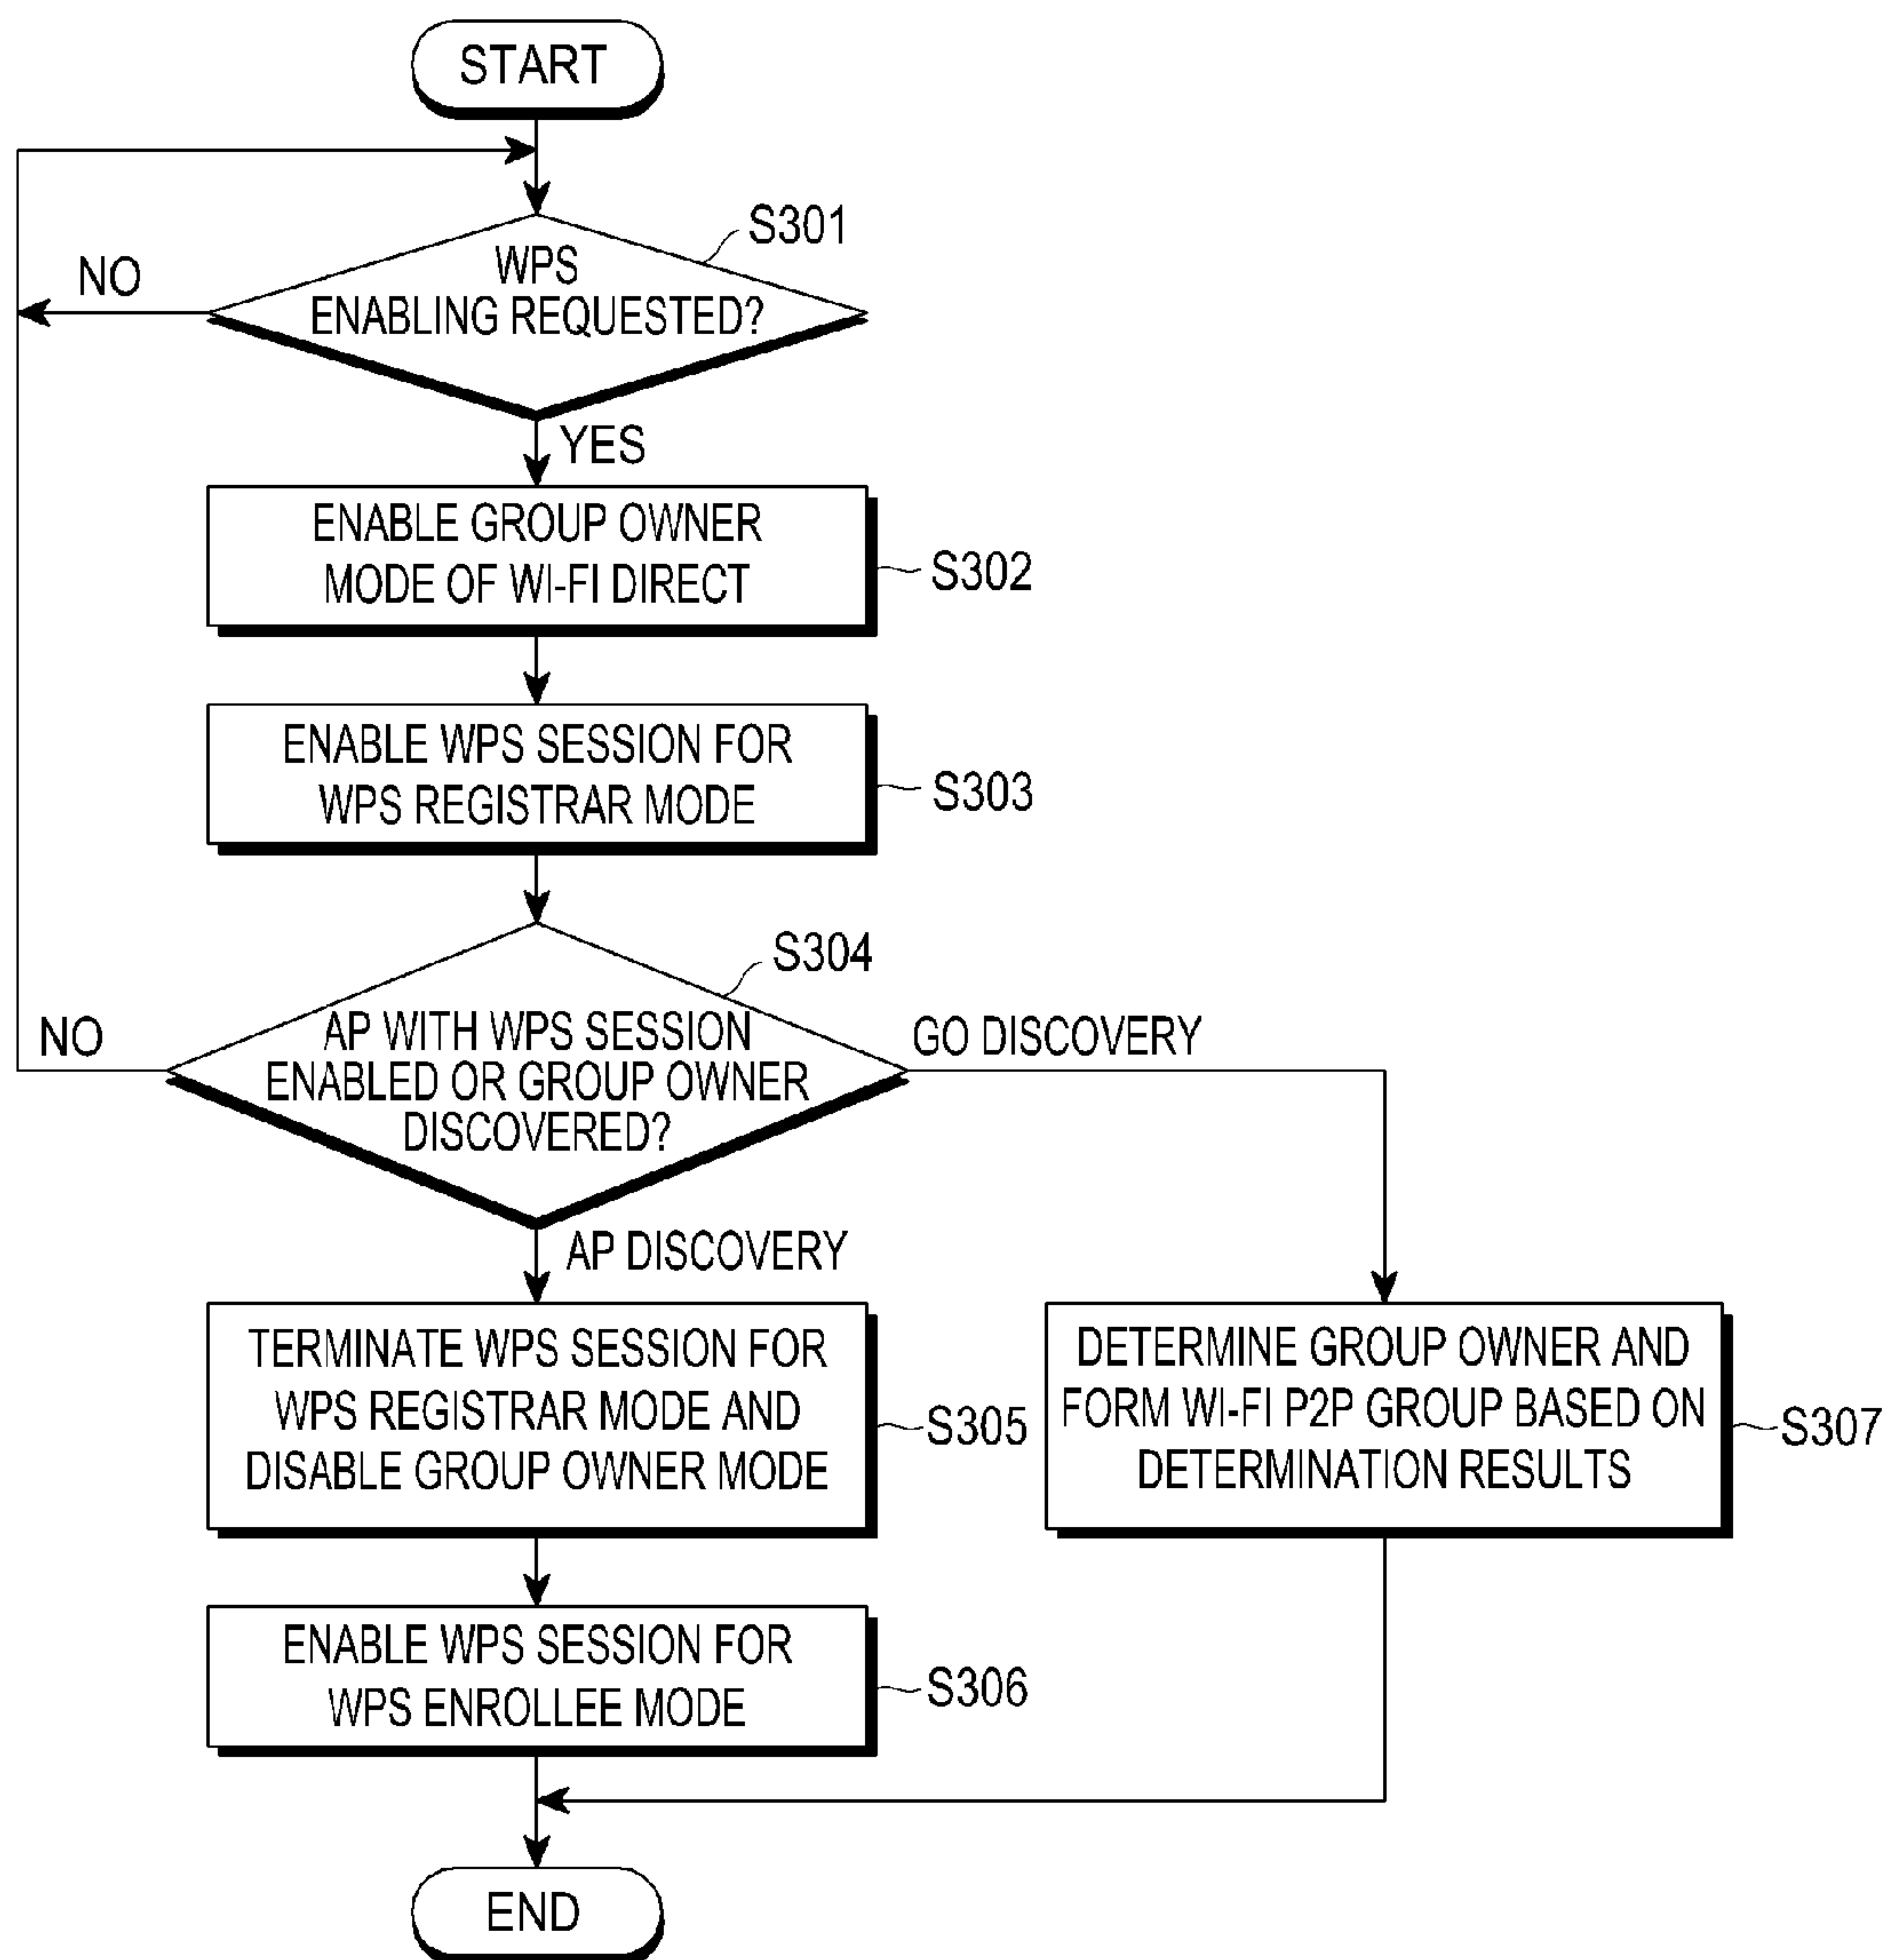 START
S301
WPS
ENABLING REQUESTED?
NO
YES
ENABLE GROUP OWNER
MODE OF WI-FI DIRECT
S302
ENABLE WPS SESSION FOR
WPS REGISTRAR MODE
S303
S304
AP WITH WPS SESSION
ENABLED OR GROUP OWNER
DISCOVERED?
NO
GO DISCOVERY
AP DISCOVERY
TERMINATE WPS SESSION FOR
WPS REGISTRAR MODE AND
DISABLE GROUP OWNER MODE
S305
DETERMINE GROUP OWNER AND
FORM WI-FI P2P GROUP BASED ON
DETERMINATION RESULTS
S307
ENABLE WPS SESSION FOR
WPS ENROLLEE MODE
S306
END